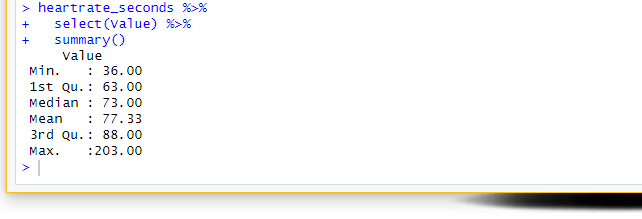 > heartrate_seconds %>%
+   select(Value) %>%
+   summary()
     Value
 Min.   : 36.00
 1st Qu.: 63.00
 Median : 73.00
 Mean   : 77.33
 3rd Qu.: 88.00
 Max.   :203.00
>